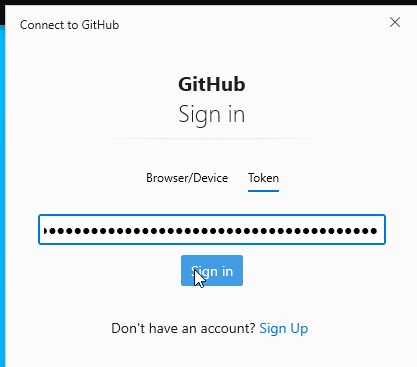 Connect to GitHub
GitHub
Sign in
Browser/Device Token
Sign in
Don't have an account? Sign Up